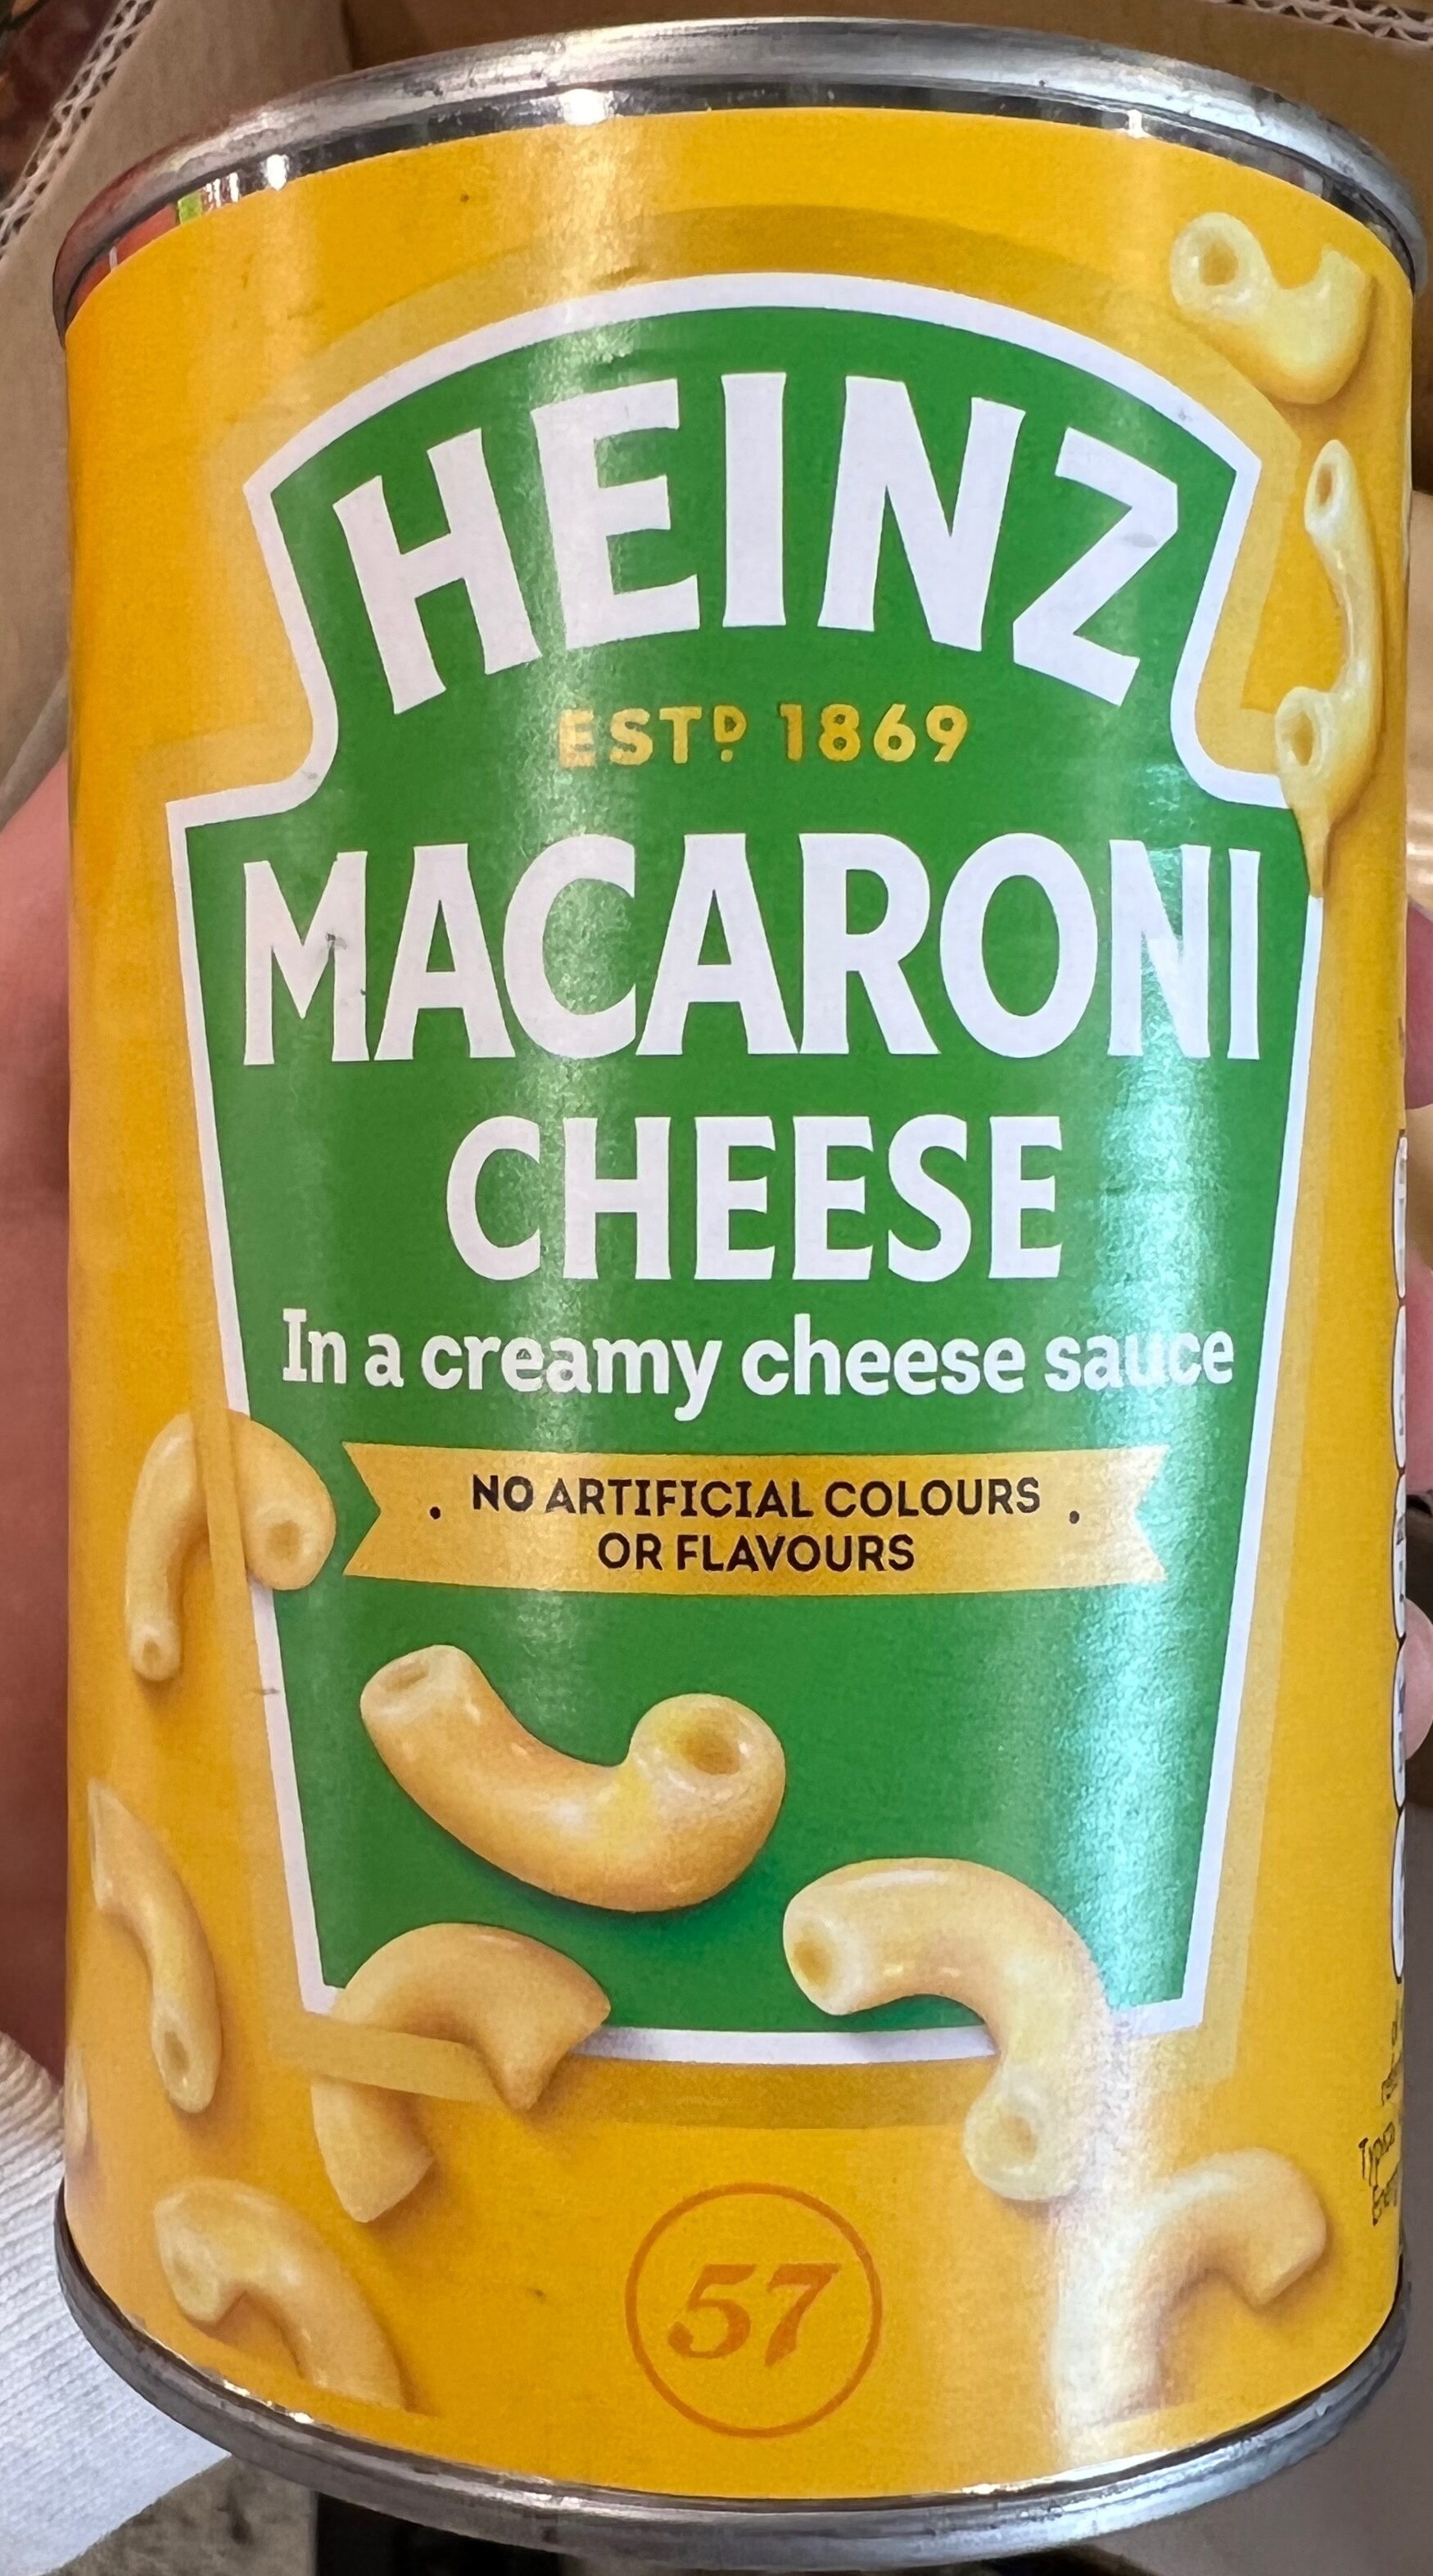 HEINZ
ESTD 1869
MACARONI
CHEESE
In a creamy cheese sauce
. NO ARTIFICIAL COLOURS .
OR FLAVOURS
57